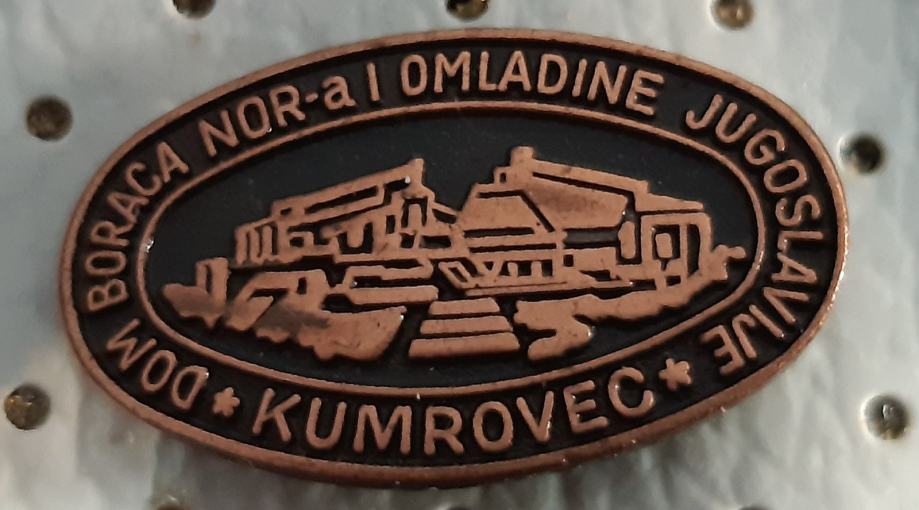 DOM BORACA NOR-a I OMLADINE JUGOSLAVIJE
* KUMROVEC *